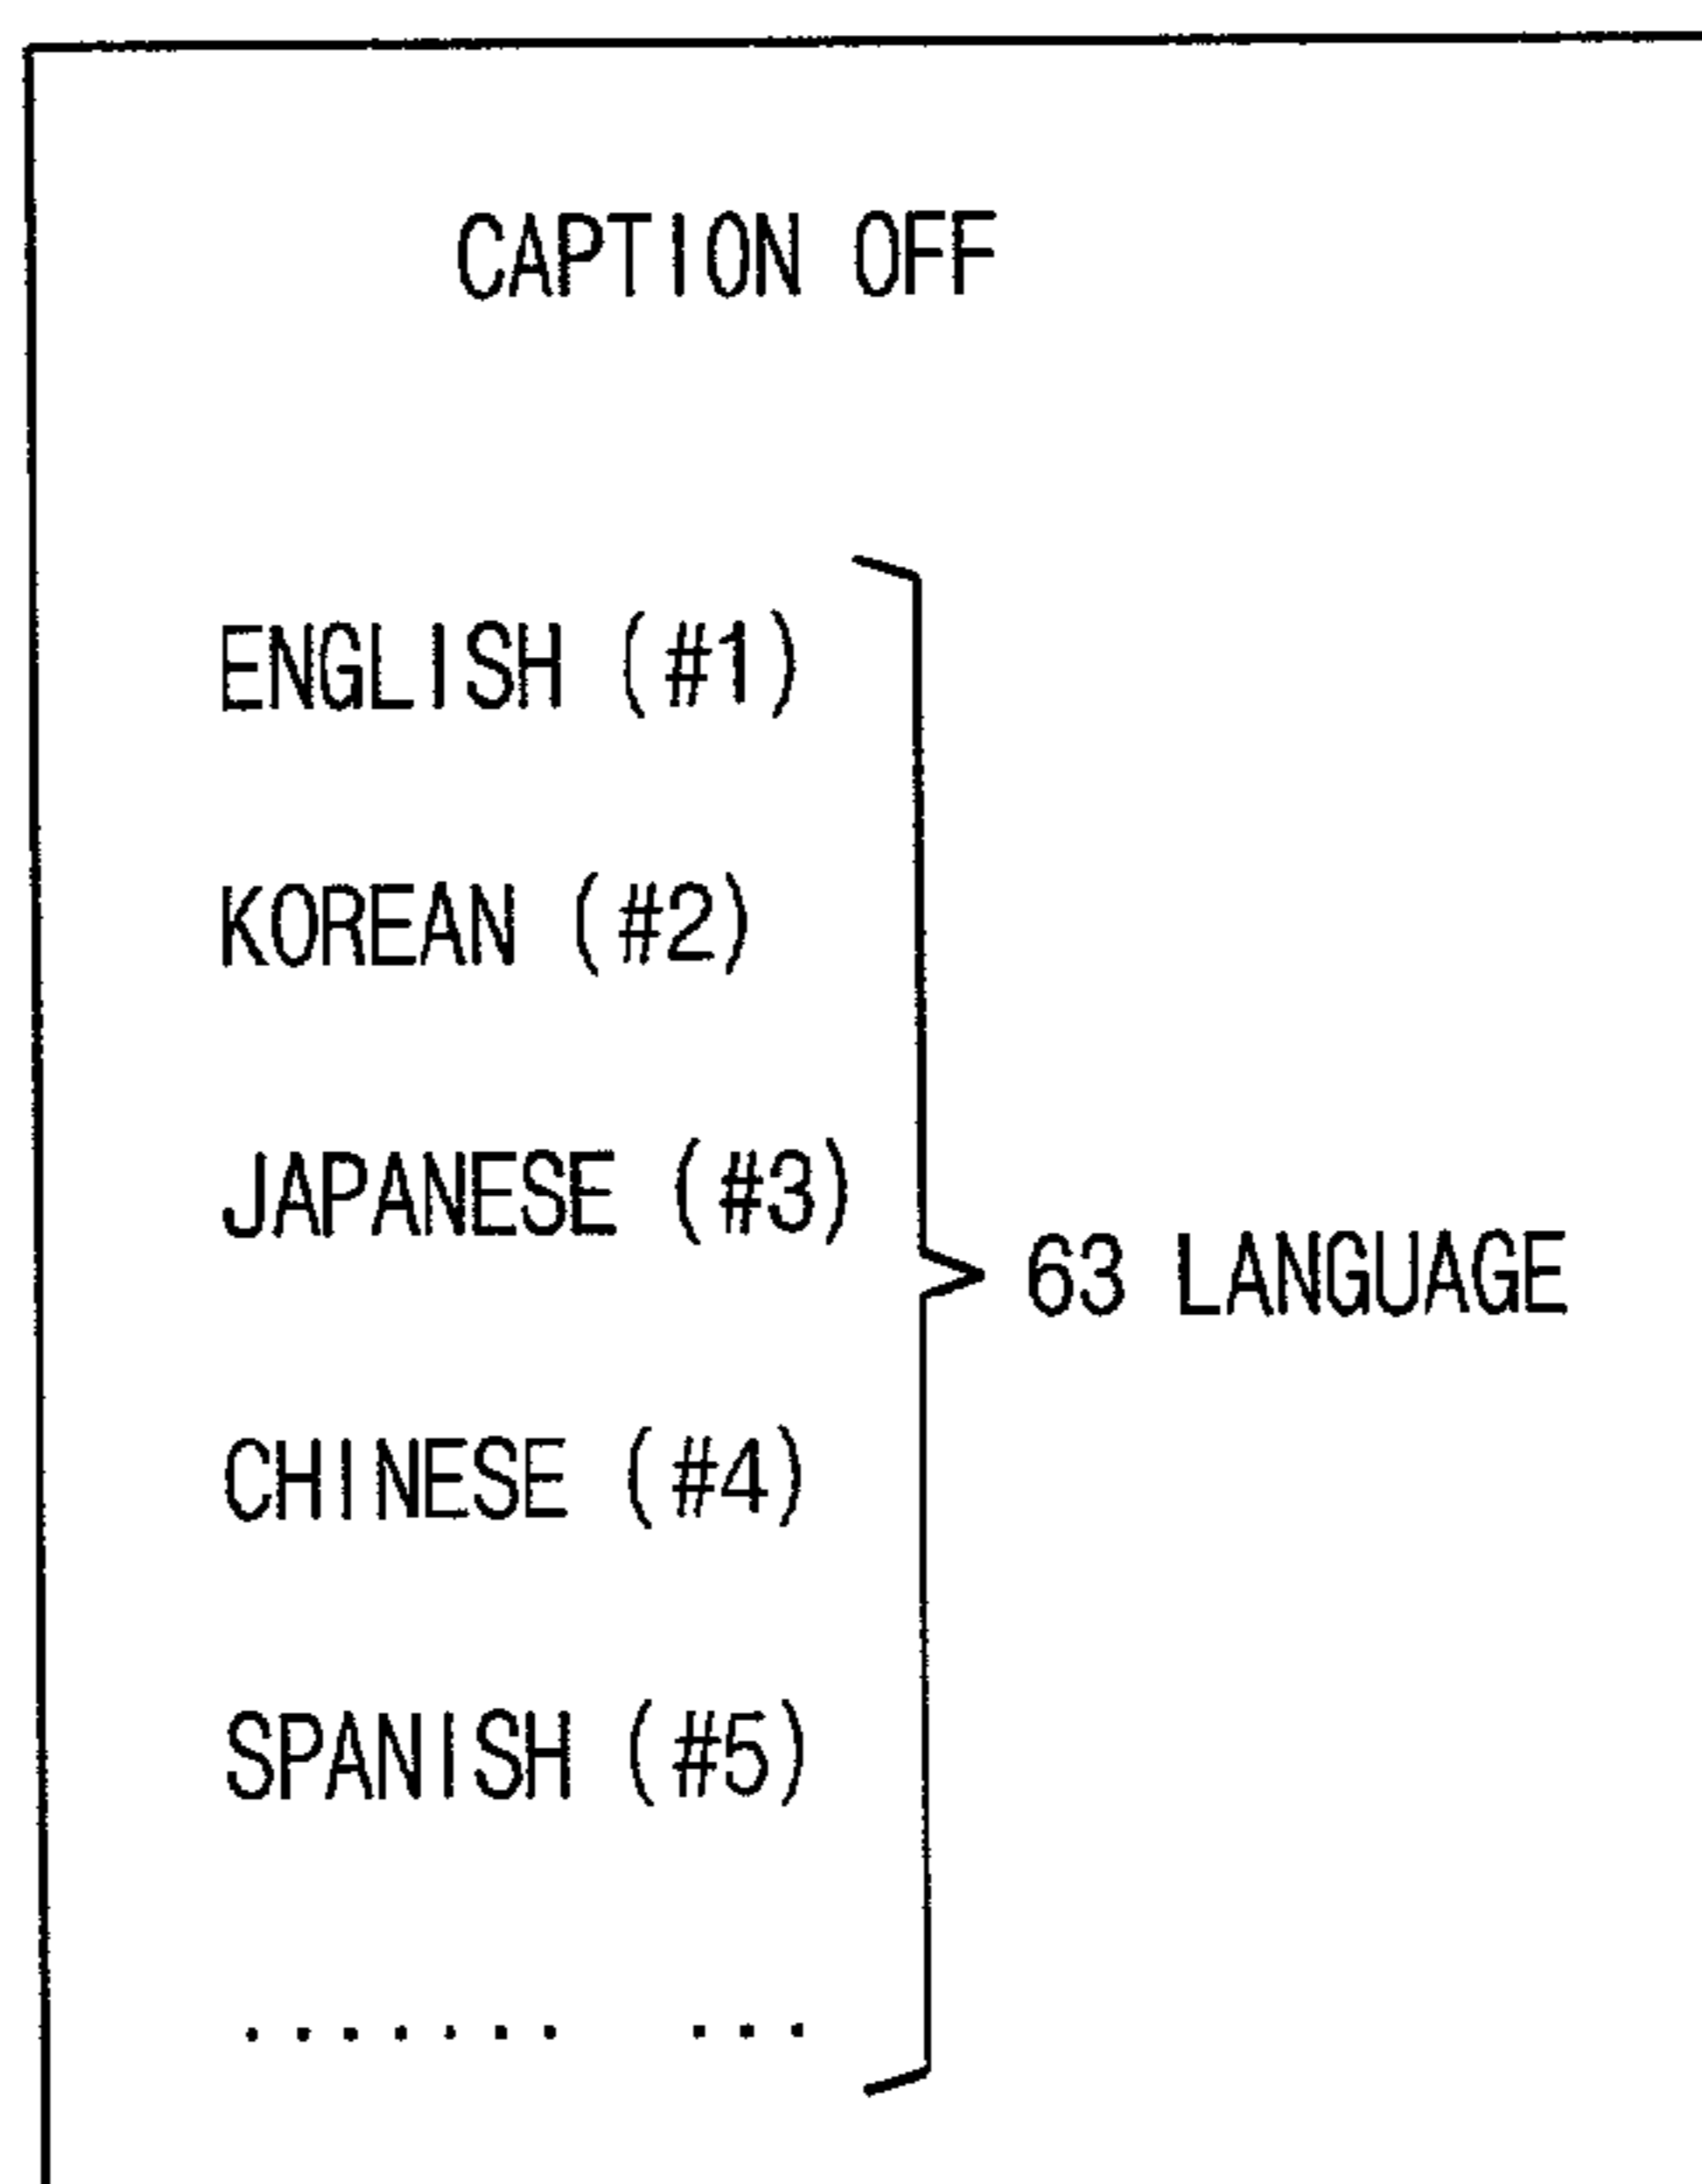 CAPTION OFF
ENGLISH (#1)
KOREAN (#2)
JAPANESE (#3)
63 LANGUAGE
CHINESE (#4)
SPANISH (#5)
....... ...